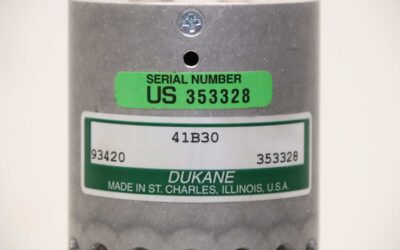 SERIAL NUMBER
US 353328
41B30
93420 353328
DUKANE
MADE IN ST. CHARLES, ILLINOIS, U.S.A.